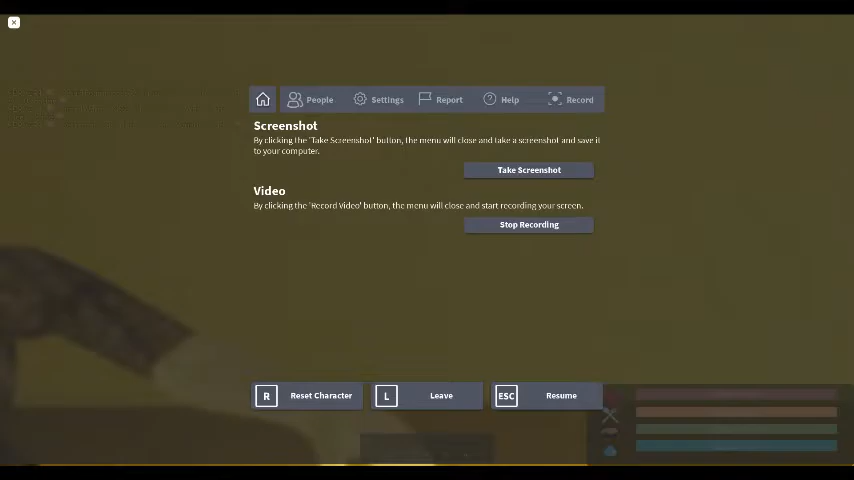 People Settings Report Help Record
Screenshot
By clicking the 'Take Screenshot' button, the menu will close and take a screenshot and save it
to your computer.
Take Screenshot
Video
By clicking the 'Record Video' button, the menu will close and start recording your screen.
Stop Recording
R Reset Character L Leave ESC Resume